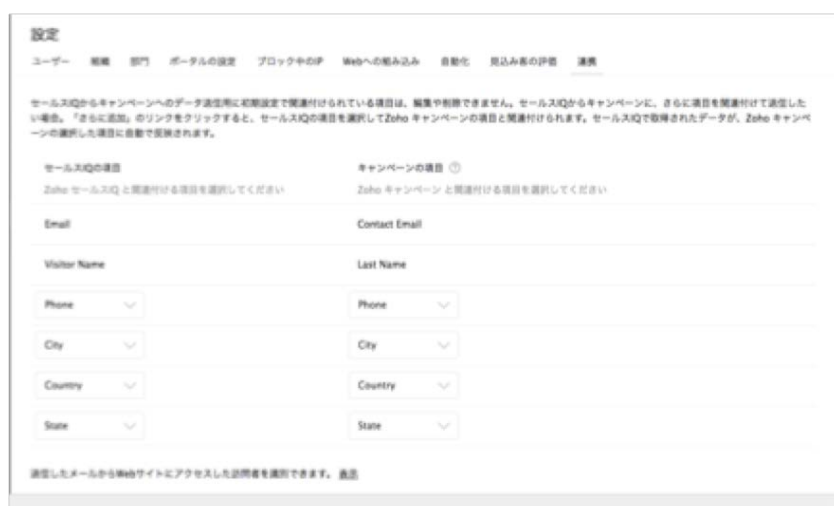 設定
ユーザー 組織 部門 ポータルの設定 ブロック中のIP Webへの組み込み 自動化 見込み客の評価 連携
セールスIQからキャンペーンへのデータ送信用に初期設定で関連付けられている項目は、編集や削除できません。セールスIQからキャンペーンに、さらに項目を関連付けて送信した
い場合、「さらに追加」のリンクをクリックすると、セールスIQの項目を選択してZoho キャンペーンの項目と関連付けられます。セールスIQで取得されたデータが、Zoho キャンペ
ーンの選択した項目に自動で反映されます。
セールスIQの項目 キャンペーンの項目
Zoho セールスIQ と関連付ける項目を選択してください Zoho キャンペーン と関連付ける項目を選択してください
Email Contact Email
Visitor Name Last Name
Phone Phone
City City
Country Country
State State
送信したメールからWebサイトにアクセスした訪問者を識別できます。 表示